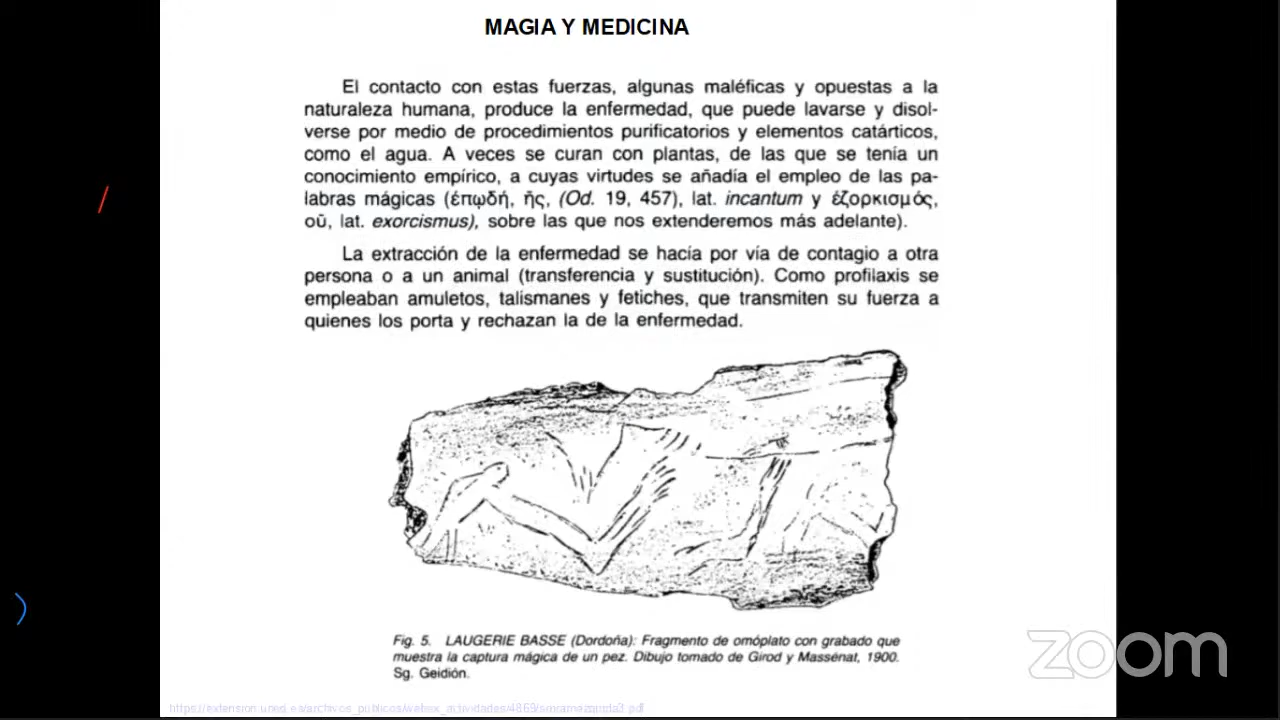 MAGIA Y MEDICINA
El contacto con estas fuerzas, algunas maléficas y opuestas a la
naturaleza humana, produce la enfermedad, que puede lavarse y disol-
verse por medio de procedimientos purificatorios y elementos catárticos,
como el agua. A veces se curan con plantas, de las que se tenía un
conocimiento empírico, a cuyas virtudes se añadía el empleo de las pa-
labras mágicas (ἐπῳδή, ῆς, (Od. 19, 457), lat. incantum y ἐζορκισμός,
οῦ, lat. exorcismus), sobre las que nos extenderemos más adelante).
La extracción de la enfermedad se hacía por vía de contagio a otra
persona o a un animal (transferencia y sustitución). Como profilaxis se
empleaban amuletos, talismanes y fetiches, que transmiten su fuerza a
quienes los porta y rechazan la de la enfermedad.
Fig. 5. LAUGERIE BASSE (Dordoña): Fragmento de omóplato con grabado que
muestra la captura mágica de un pez. Dibujo tomado de Girod y Massénat, 1900.
Sg. Geidión.
zoom